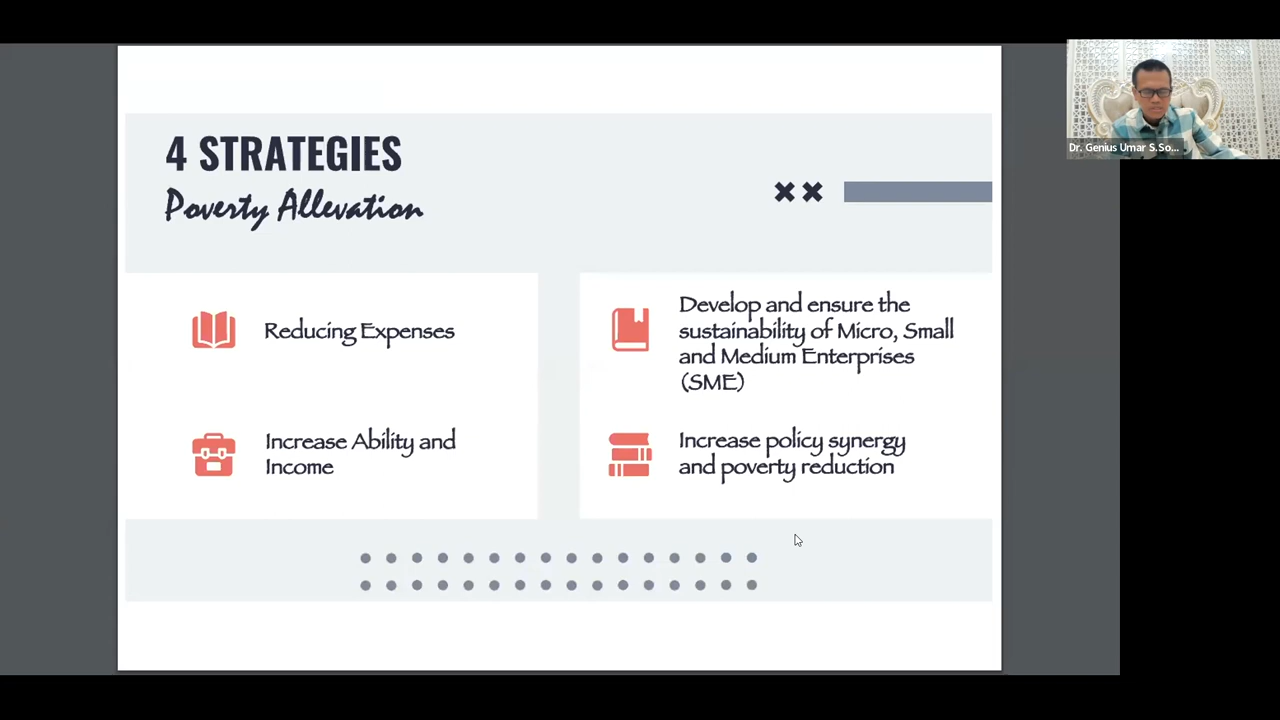 4 STRATEGIES
Poverty Allevation
Reducing Expenses
Increase Ability and
Income
Develop and ensure the
sustainability of Micro, Small
and Medium Enterprises
(SME)
Increase policy synergy
and poverty reduction
Dr. Genius Umar S.So...